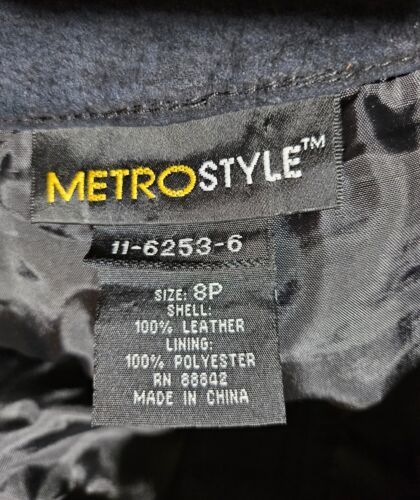 METROSTYLE™
11-6253-6
SIZE: 8P
SHELL:
100% LEATHER
LINING:
100% POLYESTER
RN 88842
MADE IN CHINA